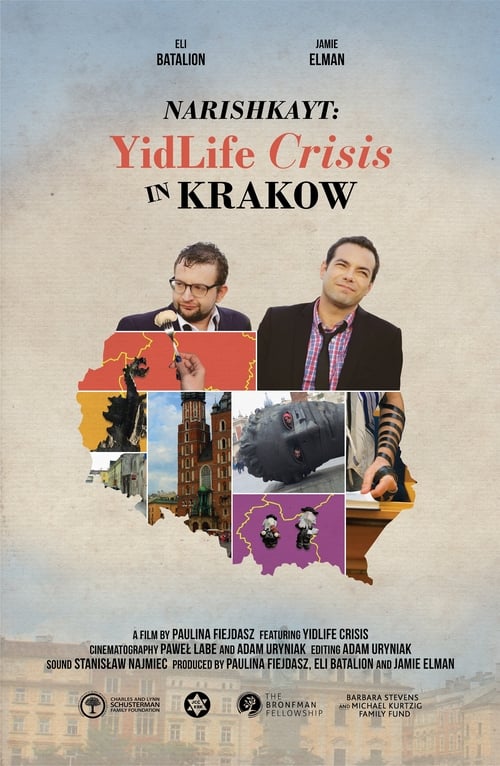 ELI
BATALION
JAMIE
ELMAN
NARISHKAYT:
YidLife Crisis
IN KRAKOW
A FILM BY PAULINA FIEJDASZ FEATURING YIDLIFE CRISIS
CINEMATOGRAPHY PAWEŁ LABE AND ADAM URYNIAK EDITING ADAM URYNIAK
SOUND STANISŁAW NAJMIEC PRODUCED BY PAULINA FIEJDASZ, ELI BATALION AND JAMIE ELMAN
CHARLES AND LYNN
SCHUSTERMAN
FAMILY FOUNDATION
JCC
KRK
THE
BRONFMAN
FELLOWSHIP
BARBARA STEVENS
AND MICHAEL KURTZIG
FAMILY FUND